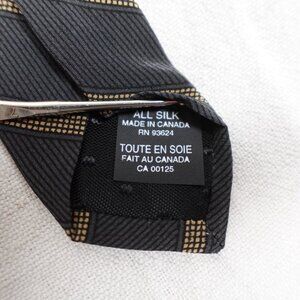 ALL SILK
MADE IN CANADA
RN 93624
TOUTE EN SOIE
FAIT AU CANADA
CA 00125